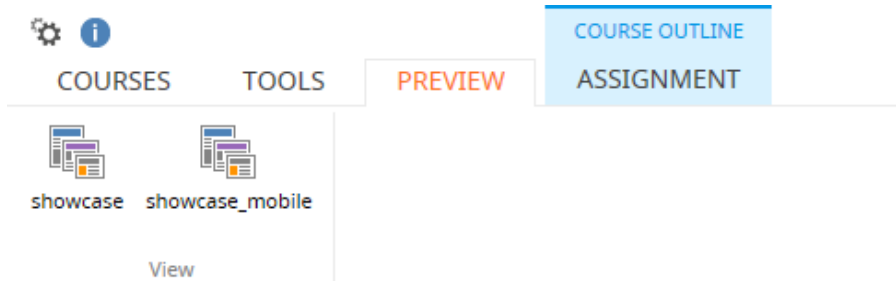 COURSE OUTLINE
COURSES TOOLS PREVIEW ASSIGNMENT
showcase showcase_mobile
View